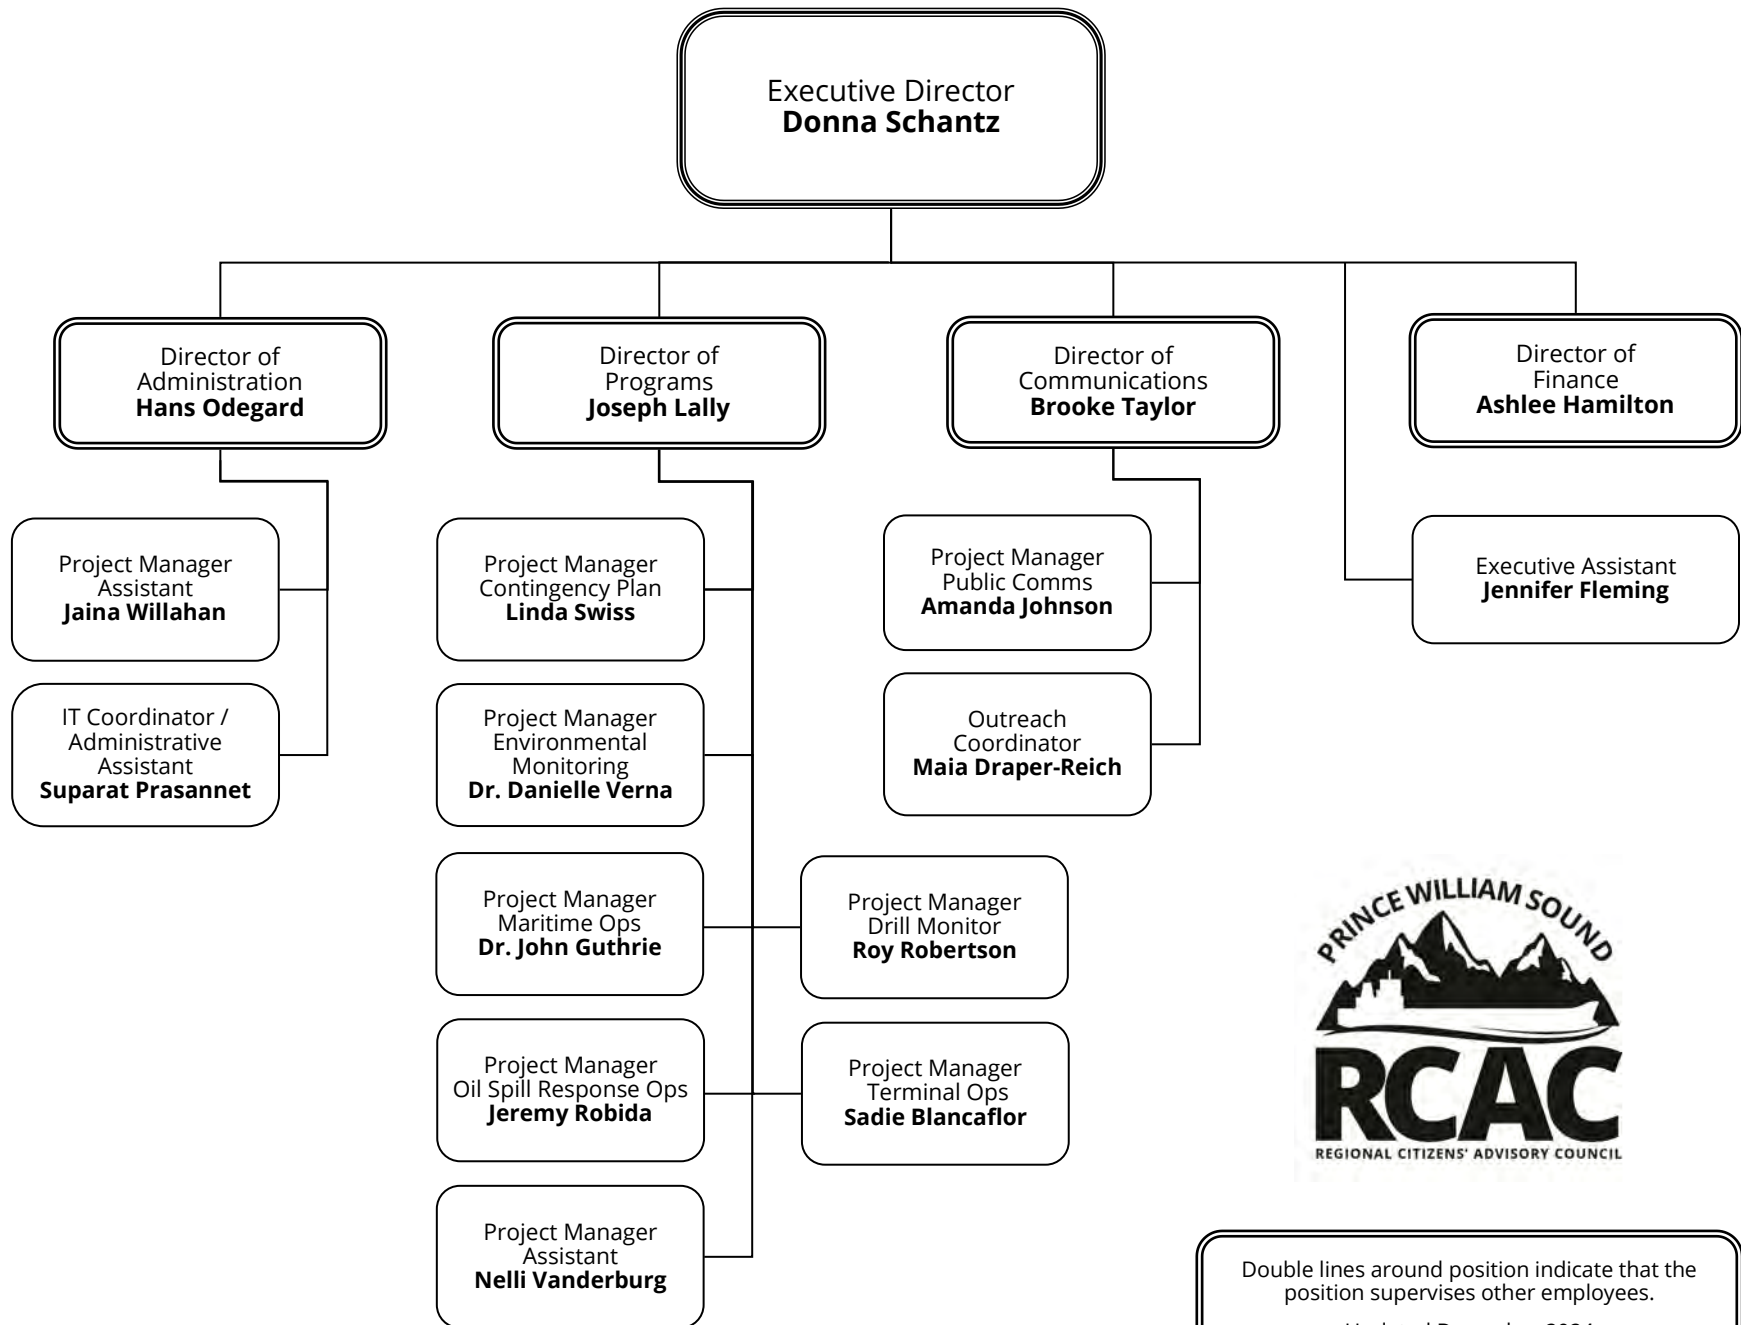 Executive Director
Donna Schantz
Director of
Administration
Hans Odegard
Director of
Programs
Joseph Lally
Director of
Communications
Brooke Taylor
Director of
Finance
Ashlee Hamilton
Project Manager
Assistant
Jaina Willahan
IT Coordinator /
Administrative
Assistant
Suparat Prasannet
Project Manager
Contingency Plan
Linda Swiss
Project Manager
Environmental
Monitoring
Dr. Danielle Verna
Project Manager
Maritime Ops
Dr. John Guthrie
Project Manager
Oil Spill Response Ops
Jeremy Robida
Project Manager
Assistant
Nelli Vanderburg
Project Manager
Drill Monitor
Roy Robertson
Project Manager
Terminal Ops
Sadie Blancaflor
Project Manager
Public Comms
Amanda Johnson
Outreach
Coordinator
Maia Draper-Reich
Executive Assistant
Jennifer Fleming
PRINCE WILLIAM SOUND
RCAC
REGIONAL CITIZENS' ADVISORY COUNCIL
Double lines around position indicate that the
position supervises other employees.